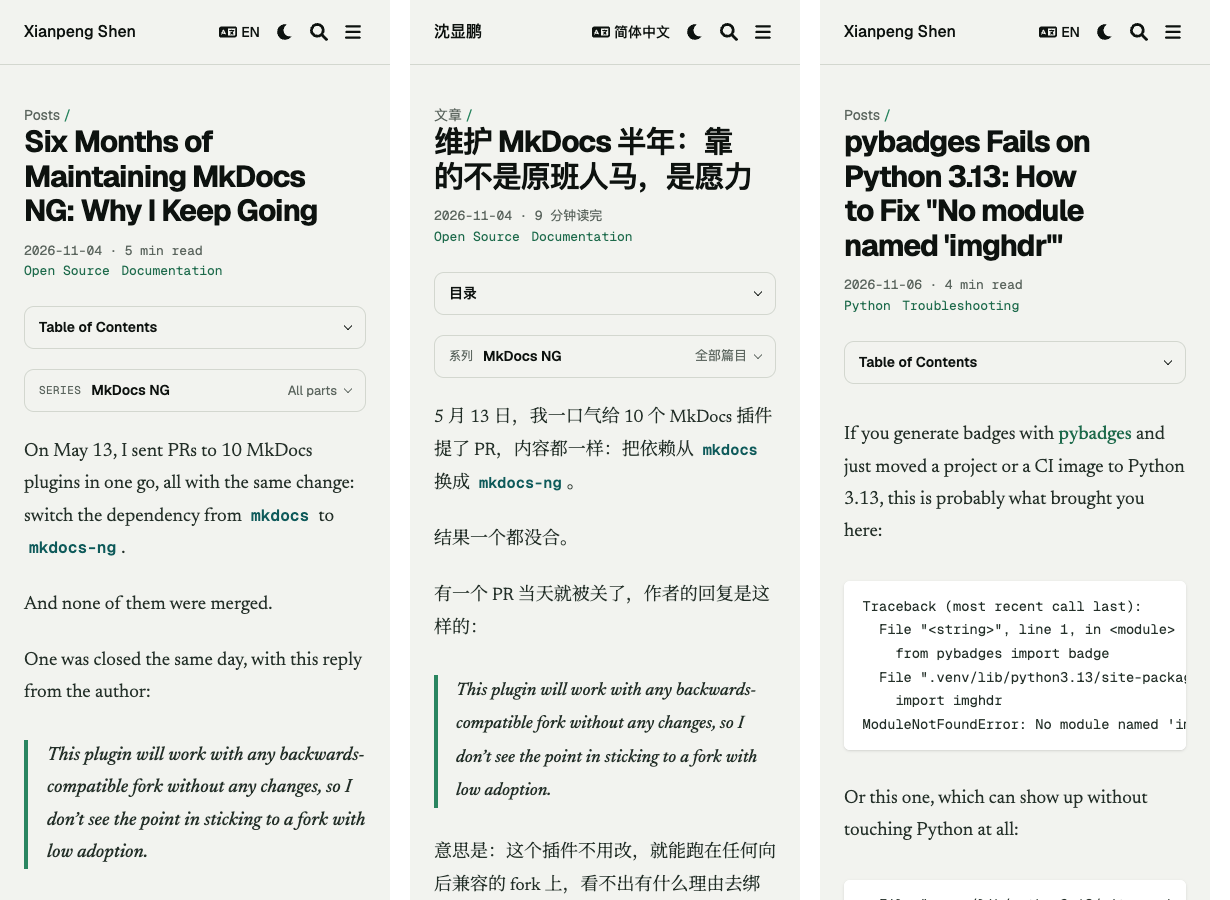 Xianpeng Shen
EN
Posts /
Six Months of
Maintaining MkDocs
NG: Why I Keep Going
2026-11-04 · 5 min read
Open Source Documentation
Table of Contents
SERIES MkDocs NG All parts
On May 13, I sent PRs to 10 MkDocs
plugins in one go, all with the same change:
switch the dependency from mkdocs to
mkdocs-ng.
And none of them were merged.
One was closed the same day, with this reply
from the author:
This plugin will work with any backwards-
compatible fork without any changes, so I
don't see the point in sticking to a fork with
low adoption.
沈显鹏
简体中文
文章 /
维护 MkDocs 半年：靠
的不是原班人马，是愿力
2026-11-04 · 9 分钟读完
Open Source Documentation
目录
系列 MkDocs NG 全部篇目
5 月 13 日，我一口气给 10 个 MkDocs 插件
提了 PR，内容都一样：把依赖从 mkdocs
换成 mkdocs-ng。
结果一个都没合。
有一个 PR 当天就被关了，作者的回复是这
样的：
This plugin will work with any backwards-
compatible fork without any changes, so I
don't see the point in sticking to a fork with
low adoption.
意思是：这个插件不用改，就能跑在任何向
后兼容的 fork 上，看不出有什么理由去绑
Xianpeng Shen
EN
Posts /
pybadges Fails on
Python 3.13: How
to Fix "No module
named 'imghdr'"
2026-11-06 · 4 min read
Python Troubleshooting
Table of Contents
If you generate badges with pybadges and
just moved a project or a CI image to Python
3.13, this is probably what brought you
here:
Traceback (most recent call last):
File "<string>", line 1, in <module>
from pybadges import badge
File ".venv/lib/python3.13/site-packag
import imghdr
ModuleNotFoundError: No module named 'im
Or this one, which can show up without
touching Python at all: